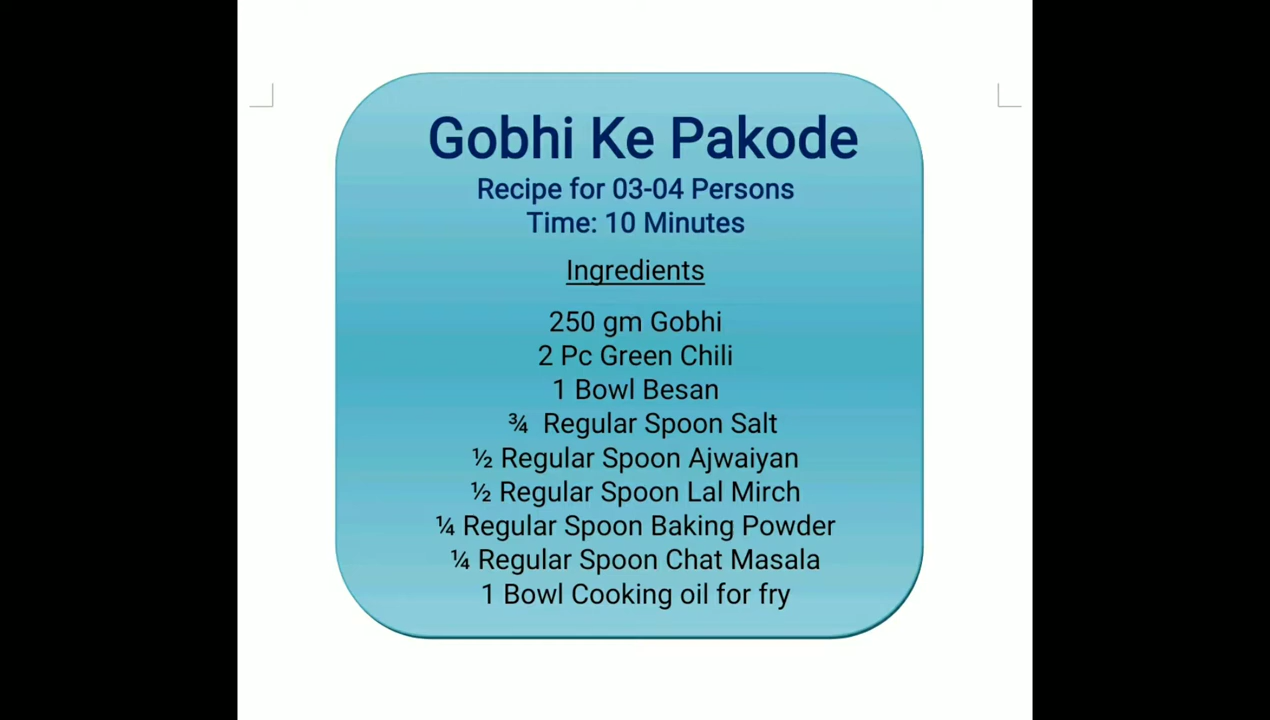 Gobhi Ke Pakode
Recipe for 03-04 Persons
Time: 10 Minutes
Ingredients
250 gm Gobhi
2 Pc Green Chili
1 Bowl Besan
¾ Regular Spoon Salt
½ Regular Spoon Ajwaiyan
½ Regular Spoon Lal Mirch
¼ Regular Spoon Baking Powder
¼ Regular Spoon Chat Masala
1 Bowl Cooking oil for fry